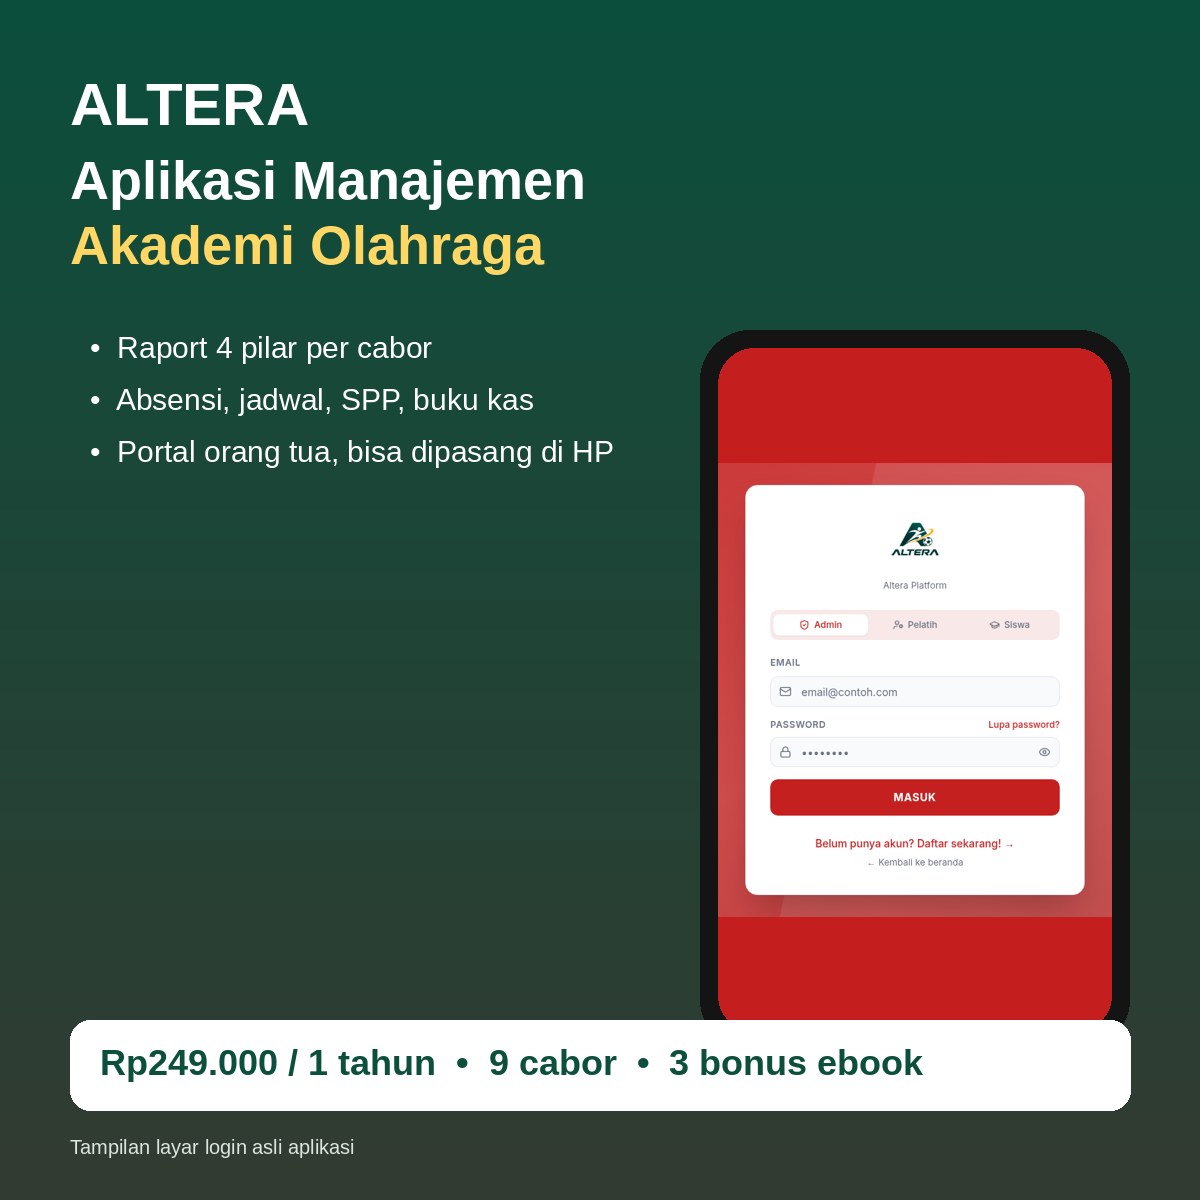 ALTERA
Aplikasi Manajemen
Akademi Olahraga
• Raport 4 pilar per cabor
• Absensi, jadwal, SPP, buku kas
• Portal orang tua, bisa dipasang di HP
ALTERA
Altera Platform
Admin Pelatih Siswa
EMAIL
email@contoh.com
PASSWORD Lupa password?
••••••••
MASUK
Belum punya akun? Daftar sekarang! →
← Kembali ke beranda
Rp249.000 / 1 tahun • 9 cabor • 3 bonus ebook
Tampilan layar login asli aplikasi